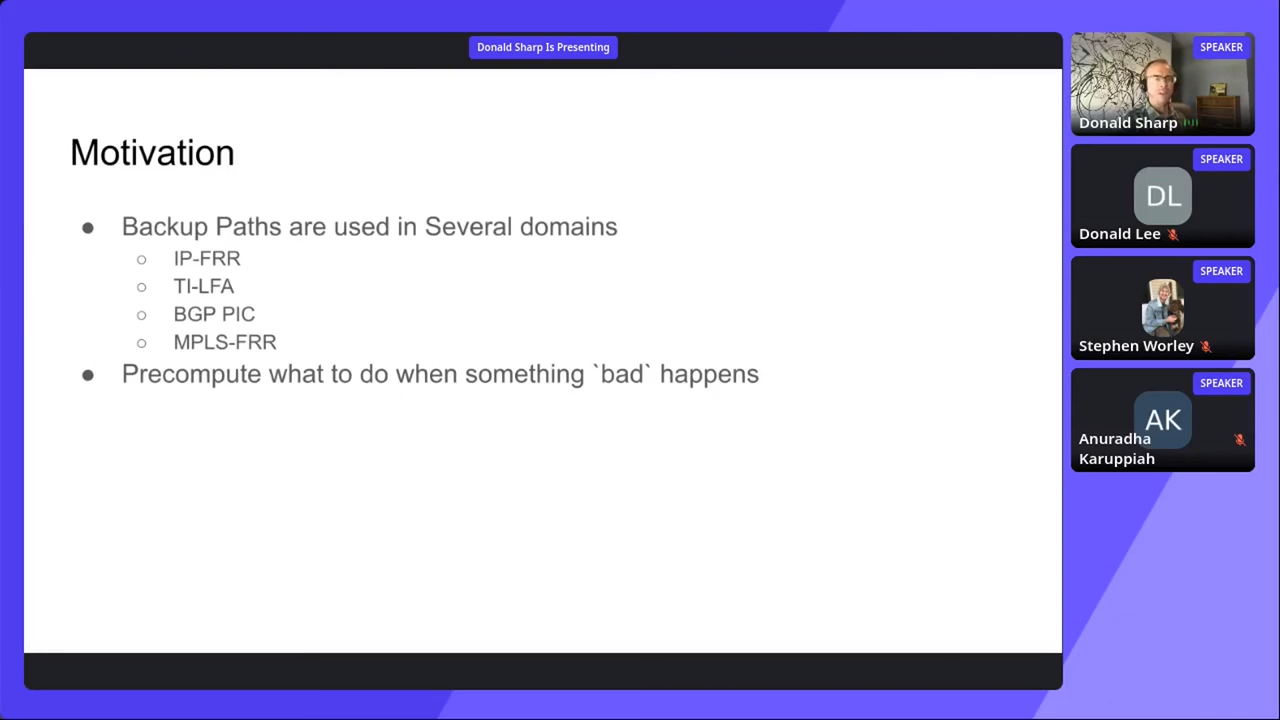 Donald Sharp Is Presenting
Motivation
● Backup Paths are used in Several domains
○ IP-FRR
○ TI-LFA
○ BGP PIC
○ MPLS-FRR
● Precompute what to do when something `bad` happens
SPEAKER
Donald Sharp
SPEAKER
DL
Donald Lee
SPEAKER
Stephen Worley
SPEAKER
AK
Anuradha
Karuppiah